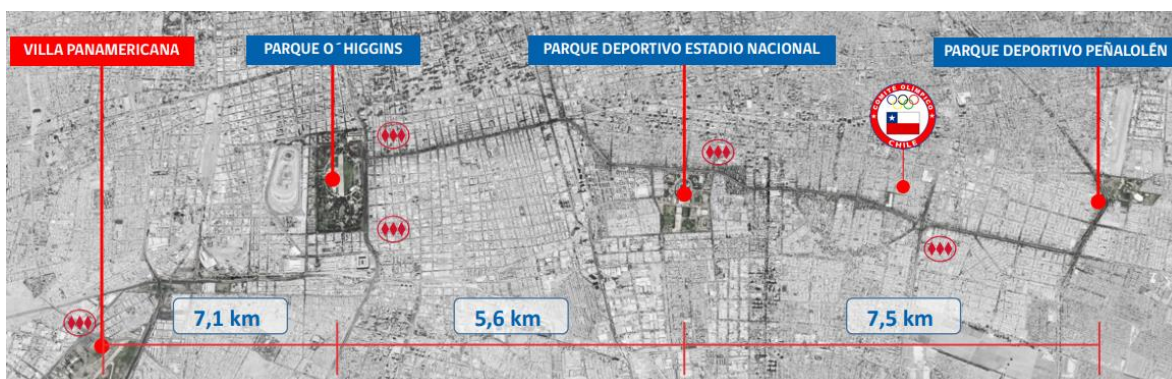 VILLA PANAMERICANA
PARQUE O´HIGGINS
PARQUE DEPORTIVO ESTADIO NACIONAL
PARQUE DEPORTIVO PEÑALOLÉN
COMITÉ OLÍMPICO
CHILE
7,1 km
5,6 km
7,5 km